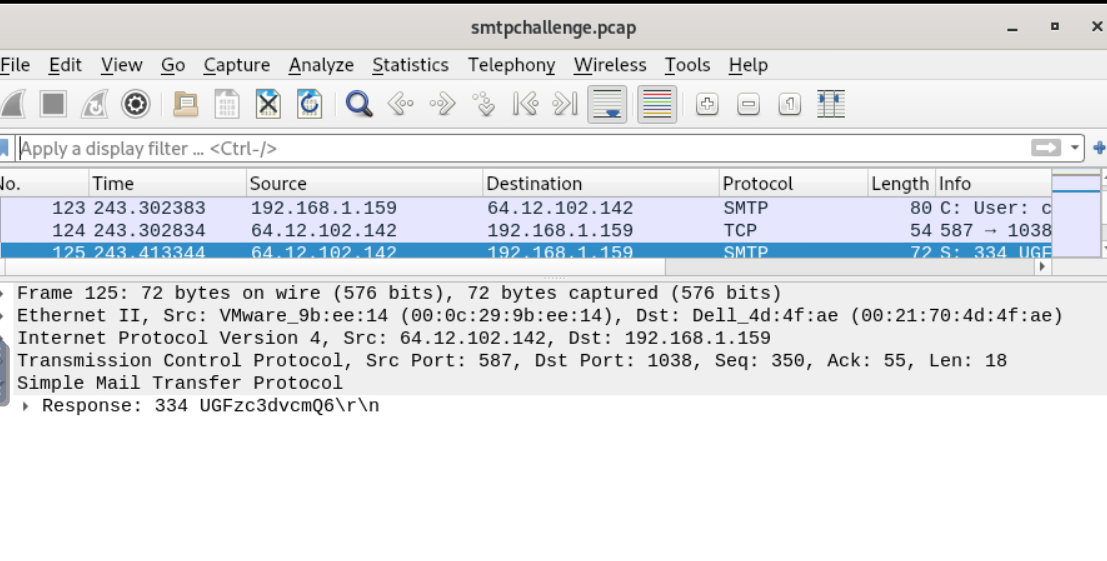 smtpchallenge.pcap
File Edit View Go Capture Analyze Statistics Telephony Wireless Tools Help
Apply a display filter … <Ctrl-/>
No. Time Source Destination Protocol Length Info
123 243.302383 192.168.1.159 64.12.102.142 SMTP 80 C: User: c
124 243.302834 64.12.102.142 192.168.1.159 TCP 54 587 → 1038
125 243.413344 64.12.102.142 192.168.1.159 SMTP 72 S: 334 UGF
Frame 125: 72 bytes on wire (576 bits), 72 bytes captured (576 bits)
Ethernet II, Src: VMware_9b:ee:14 (00:0c:29:9b:ee:14), Dst: Dell_4d:4f:ae (00:21:70:4d:4f:ae)
Internet Protocol Version 4, Src: 64.12.102.142, Dst: 192.168.1.159
Transmission Control Protocol, Src Port: 587, Dst Port: 1038, Seq: 350, Ack: 55, Len: 18
Simple Mail Transfer Protocol
Response: 334 UGFzc3dvcmQ6\r\n